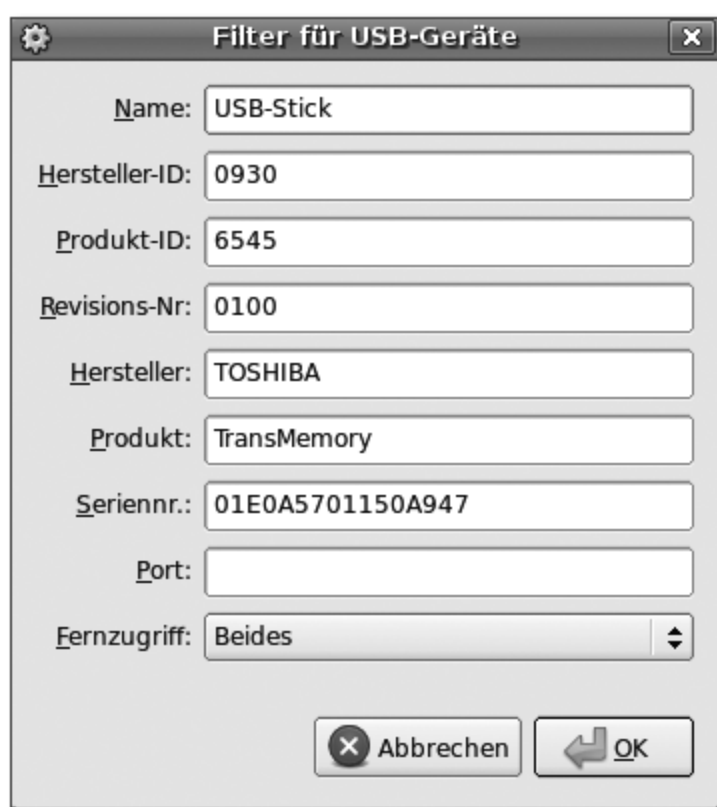 Filter für USB-Geräte
Name: USB-Stick
Hersteller-ID: 0930
Produkt-ID: 6545
Revisions-Nr: 0100
Hersteller: TOSHIBA
Produkt: TransMemory
Seriennr.: 01E0A5701150A947
Port:
Fernzugriff: Beides
Abbrechen OK